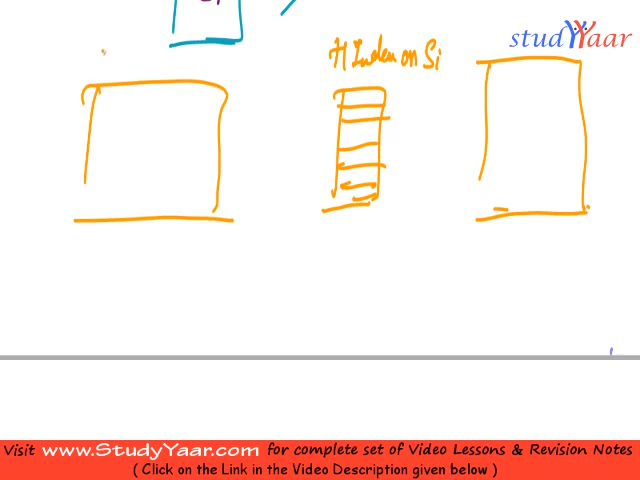 studYYaar
H Index on Si
Visit www.StudyYaar.com for complete set of Video Lessons & Revision Notes
( Click on the Link in the Video Description given below )